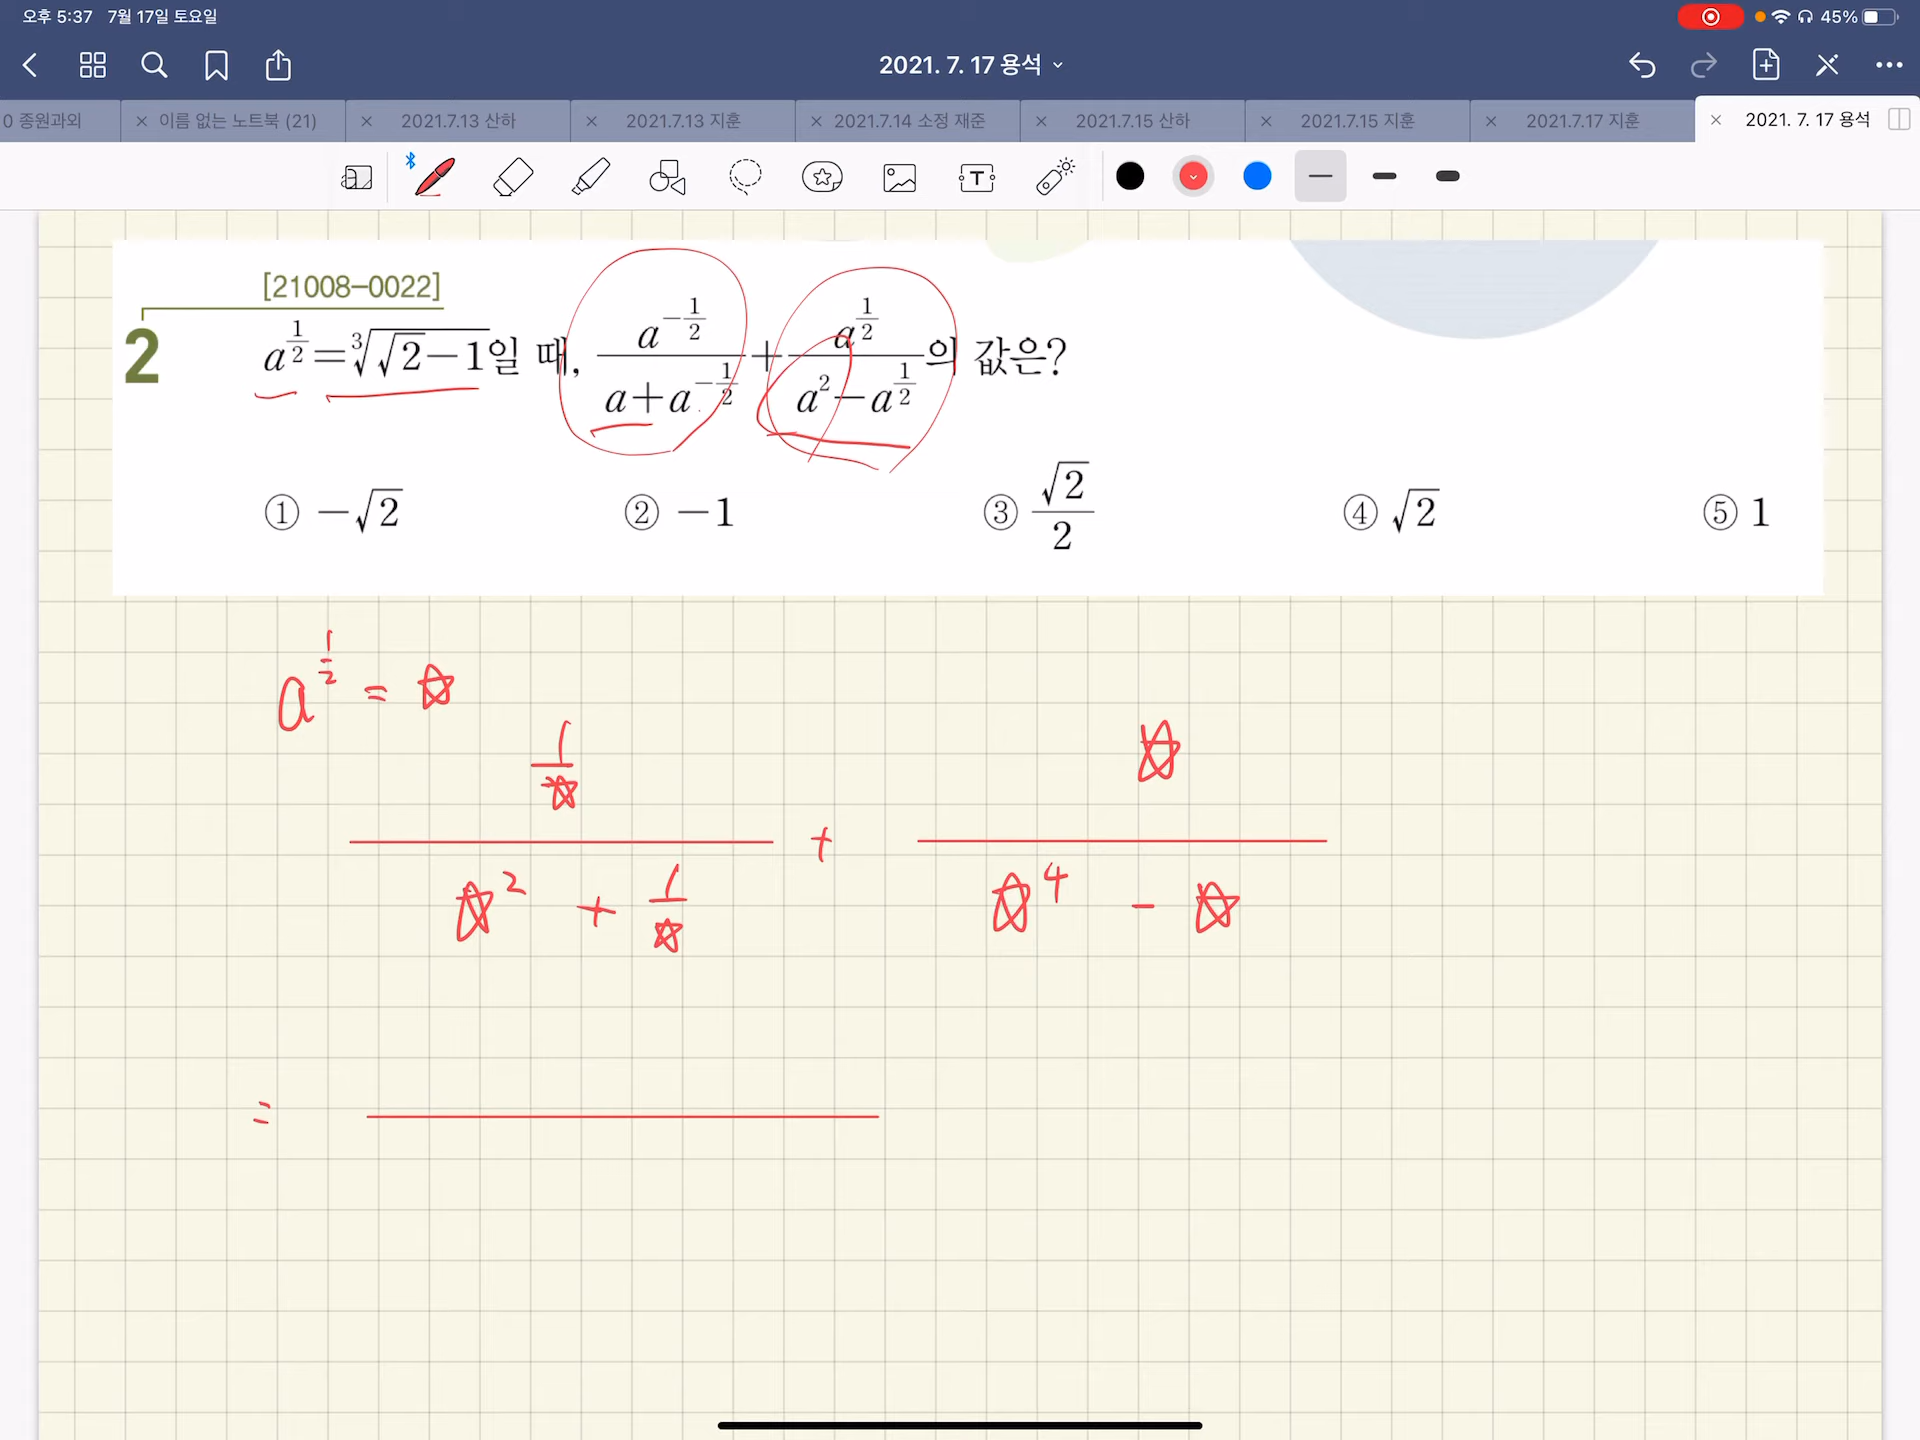 오후 5:37 7월 17일 토요일 45%
2021. 7. 17 용석
0 종원과외 이름 없는 노트북 (21) 2021.7.13 산하 2021.7.13 지훈 2021.7.14 소정 재준 2021.7.15 산하 2021.7.15 지훈 2021.7.17 지훈 2021. 7. 17 용석
[21008-0022]
2 a^{1/2}=∛(√2−1)일 때, a^{-1/2}/(a+a^{-1/2}) + a^{1/2}/(a^2−a^{1/2})의 값은?
① −√2 ② −1 ③ √2/2 ④ √2 ⑤ 1
a^{1/2} = ☆
(1/☆)/(☆^2 + 1/☆) + ☆/(☆^4 − ☆)
=